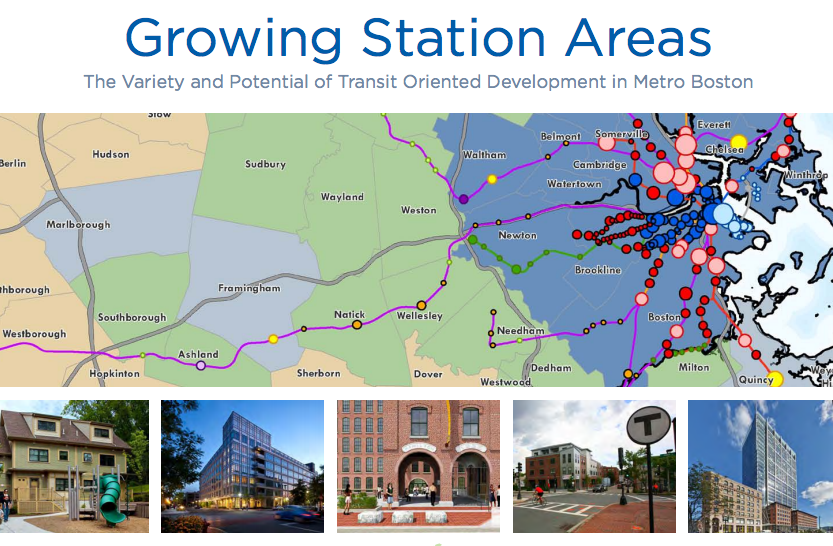 Growing Station Areas
The Variety and Potential of Transit Oriented Development in Metro Boston
Stow
Everett
Belmont
Somerville
Chelsea
Berlin
Hudson
Waltham
Sudbury
Cambridge
Winthrop
Watertown
Wayland
Weston
Marlborough
Newton
Brookline
Framingham
Southborough
Natick
Wellesley
Boston
Westborough
Needham
Ashland
Hopkinton
Sherborn
Dover
Dedham
Milton
Westwood
Quincy
T